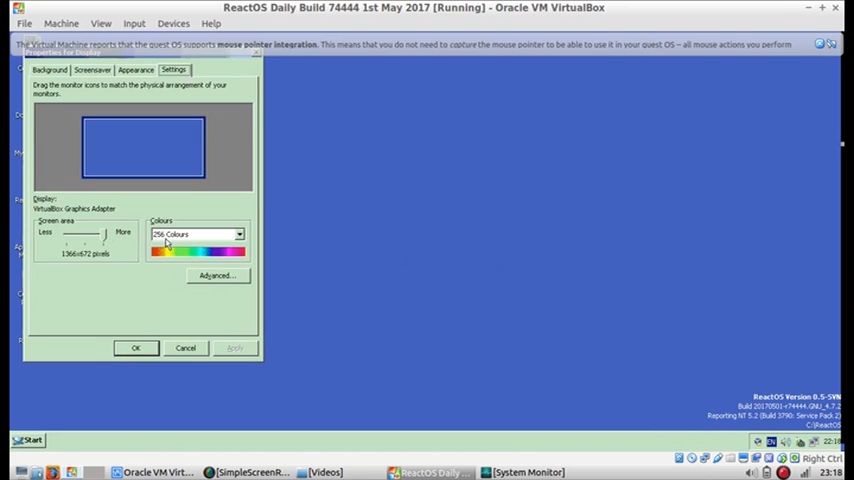 ReactOS Daily Build 74444 1st May 2017 [Running] - Oracle VM VirtualBox
File Machine View Input Devices Help
The Virtual Machine reports that the guest OS supports mouse pointer integration. This means that you do not need to capture the mouse pointer to be able to use it in your guest OS – all mouse actions you perform
Properties for Display
Background Screensaver Appearance Settings
Drag the monitor icons to match the physical arrangement of your
monitors.
Display:
VirtualBox Graphics Adapter
Screen area
Less More
1366x672 pixels
Colours
256 Colours
Advanced...
OK Cancel Apply
ReactOS Version 0.5-SVN
Build 20170501-r74444.GNU_4.7.2
Reporting NT 5.2 (Build 3790: Service Pack 2)
C:\ReactOS
Start EN 22:18
Right Ctrl
Oracle VM Virt... [SimpleScreenR... [Videos] ReactOS Daily ... [System Monitor] 23:18